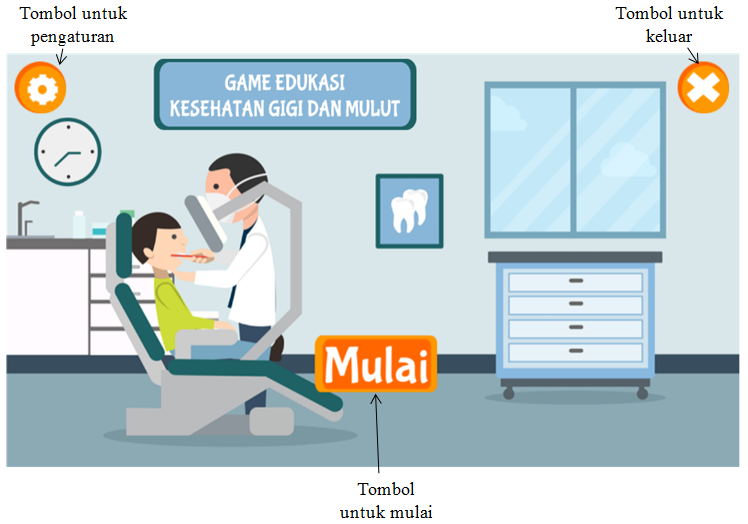 Tombol untuk
pengaturan
Tombol untuk
keluar
GAME EDUKASI
KESEHATAN GIGI DAN MULUT
Mulai
Tombol
untuk mulai